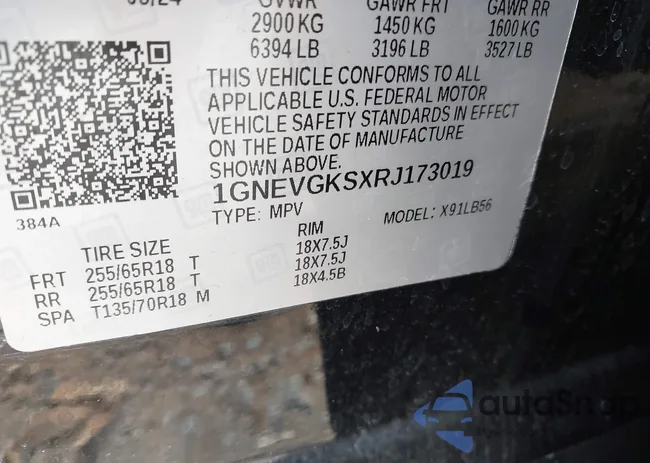 GVWR GAWR FRT GAWR RR
2900 KG 1450 KG 1600 KG
6394 LB 3196 LB 3527 LB
THIS VEHICLE CONFORMS TO ALL
APPLICABLE U.S. FEDERAL MOTOR
VEHICLE SAFETY STANDARDS IN EFFECT
ON THE DATE OF MANUFACTURE
SHOWN ABOVE.
1GNEVGKSXRJ173019
384A
TYPE: MPV MODEL: X91LB56
TIRE SIZE RIM
FRT 255/65R18 T 18X7.5J
RR 255/65R18 T 18X7.5J
SPA T135/70R18 M 18X4.5B
autoSnap